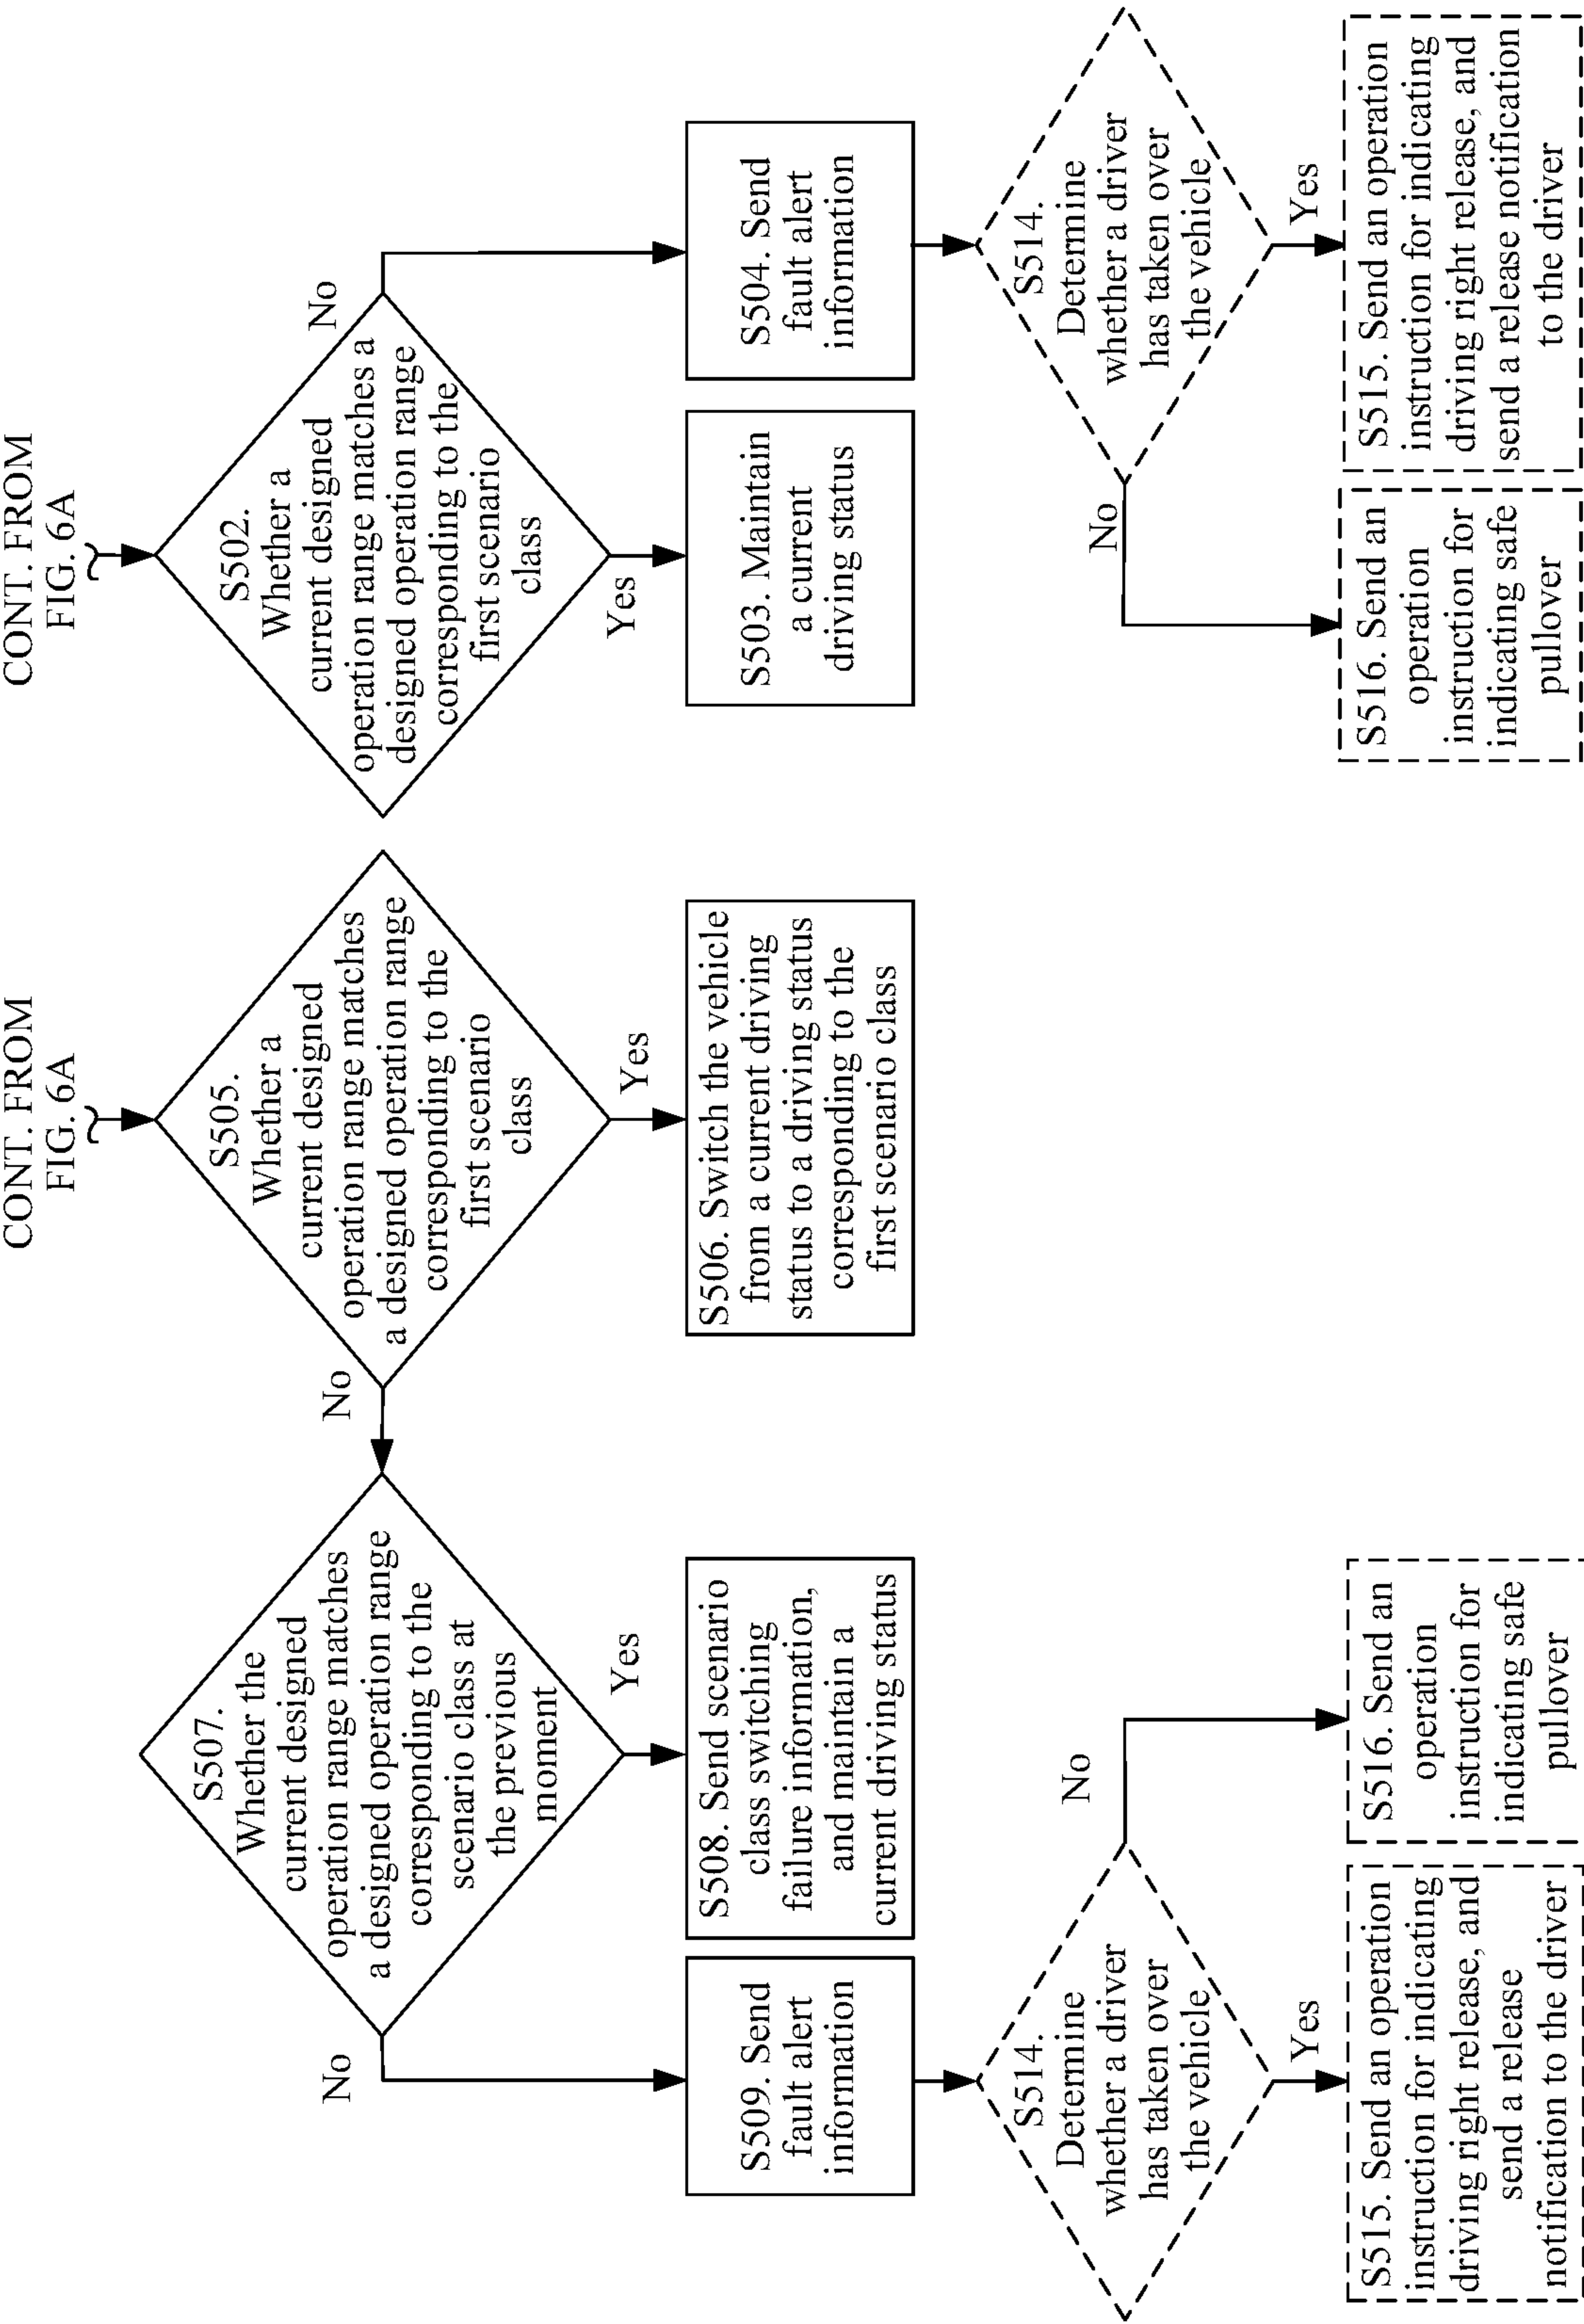 CONT. FROM
FIG. 6A
CONT. FROM
FIG. 6A
S507.
Whether the
current designed
operation range matches
a designed operation range
corresponding to the
scenario class at
the previous
moment
No
Yes
S505.
Whether a
current designed
operation range matches
a designed operation range
corresponding to the
first scenario
class
No
Yes
S502.
Whether a
current designed
operation range matches a
designed operation range
corresponding to the
first scenario
class
No
Yes
S509. Send
fault alert
information
S508. Send scenario
class switching
failure information,
and maintain a
current driving status
S506. Switch the vehicle
from a current driving
status to a driving status
corresponding to the
first scenario class
S503. Maintain
a current
driving status
S504. Send
fault alert
information
S514.
Determine
whether a driver
has taken over
the vehicle
No
Yes
S514.
Determine
whether a driver
has taken over
the vehicle
No
Yes
S515. Send an operation
instruction for indicating
driving right release, and
send a release
notification to the driver
S516. Send an
operation
instruction for
indicating safe
pullover
S516. Send an
operation
instruction for
indicating safe
pullover
S515. Send an operation
instruction for indicating
driving right release, and
send a release notification
to the driver